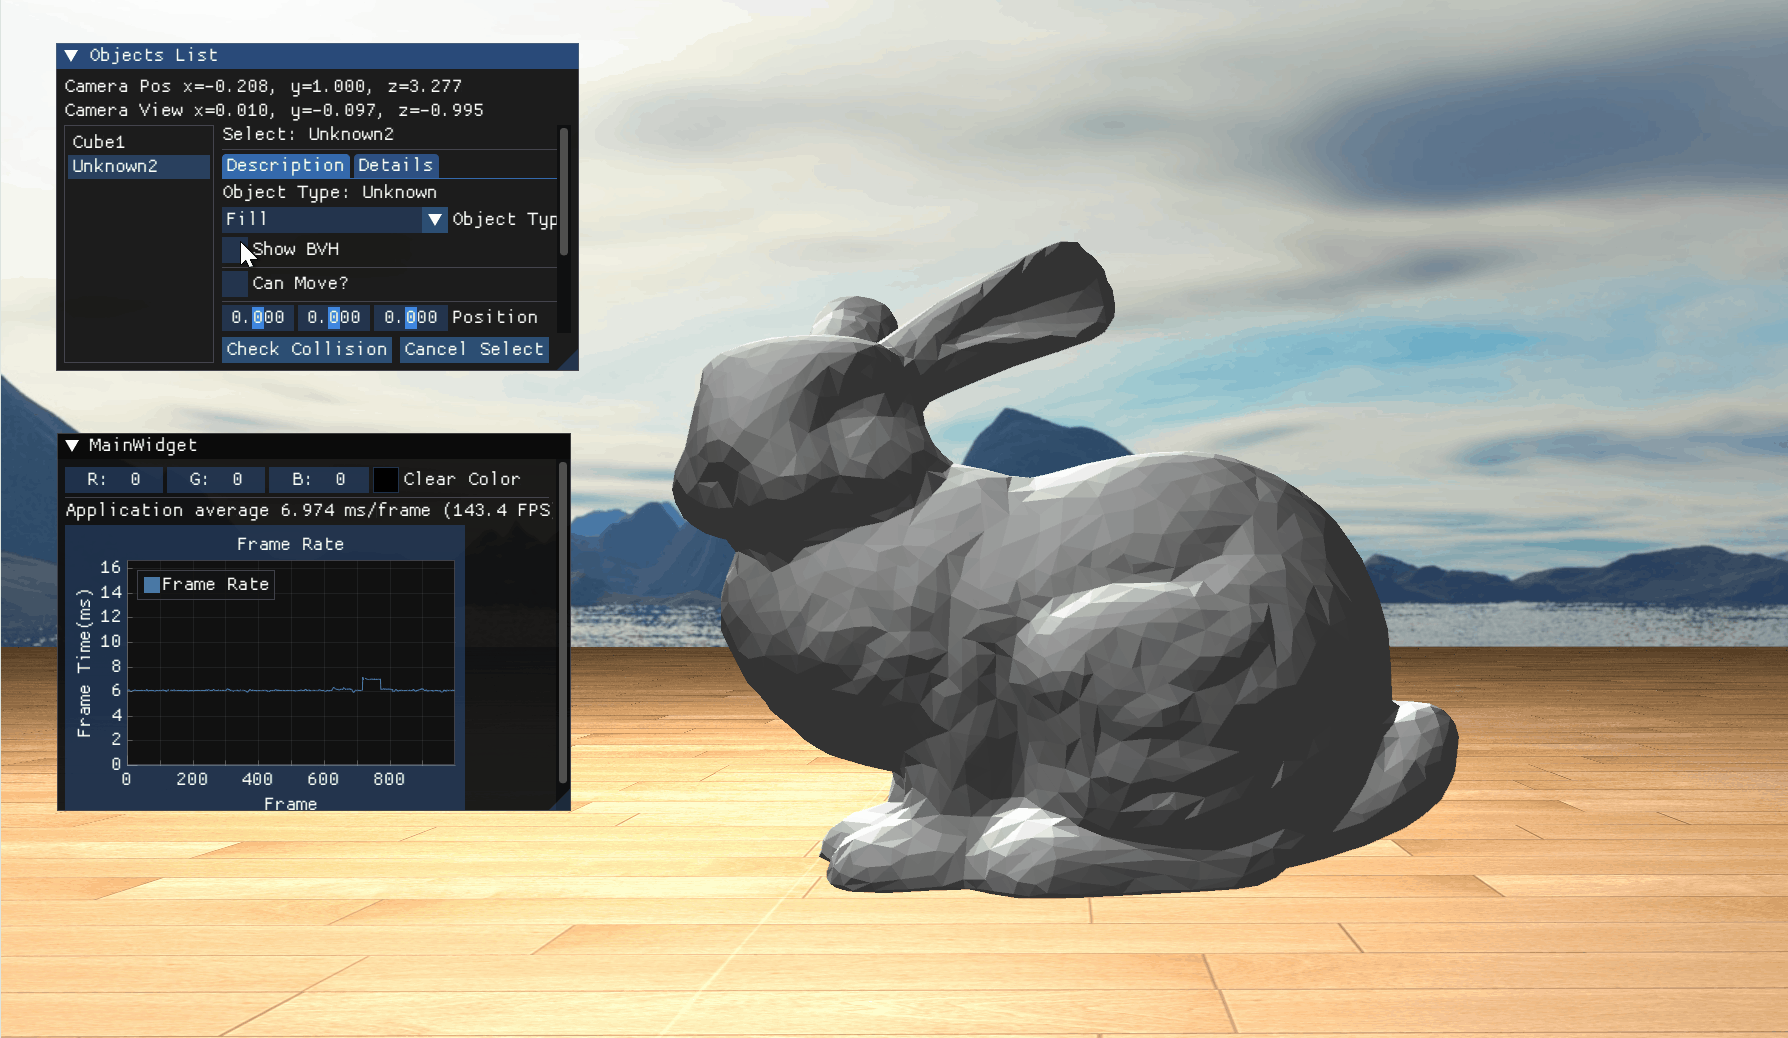 Objects List
Camera Pos x=-0.208, y=1.000, z=3.277
Camera View x=0.010, y=-0.097, z=-0.995
Cube1
Unknown2
Select: Unknown2
Description Details
Object Type: Unknown
Fill Object Typ
Show BVH
Can Move?
0.000 0.000 0.000 Position
Check Collision Cancel Select
MainWidget
R: 0 G: 0 B: 0 Clear Color
Application average 6.974 ms/frame (143.4 FPS
Frame Rate
Frame Rate
Frame Time(ms)
16
14
12
10
8
6
4
2
0
0 200 400 600 800
Frame